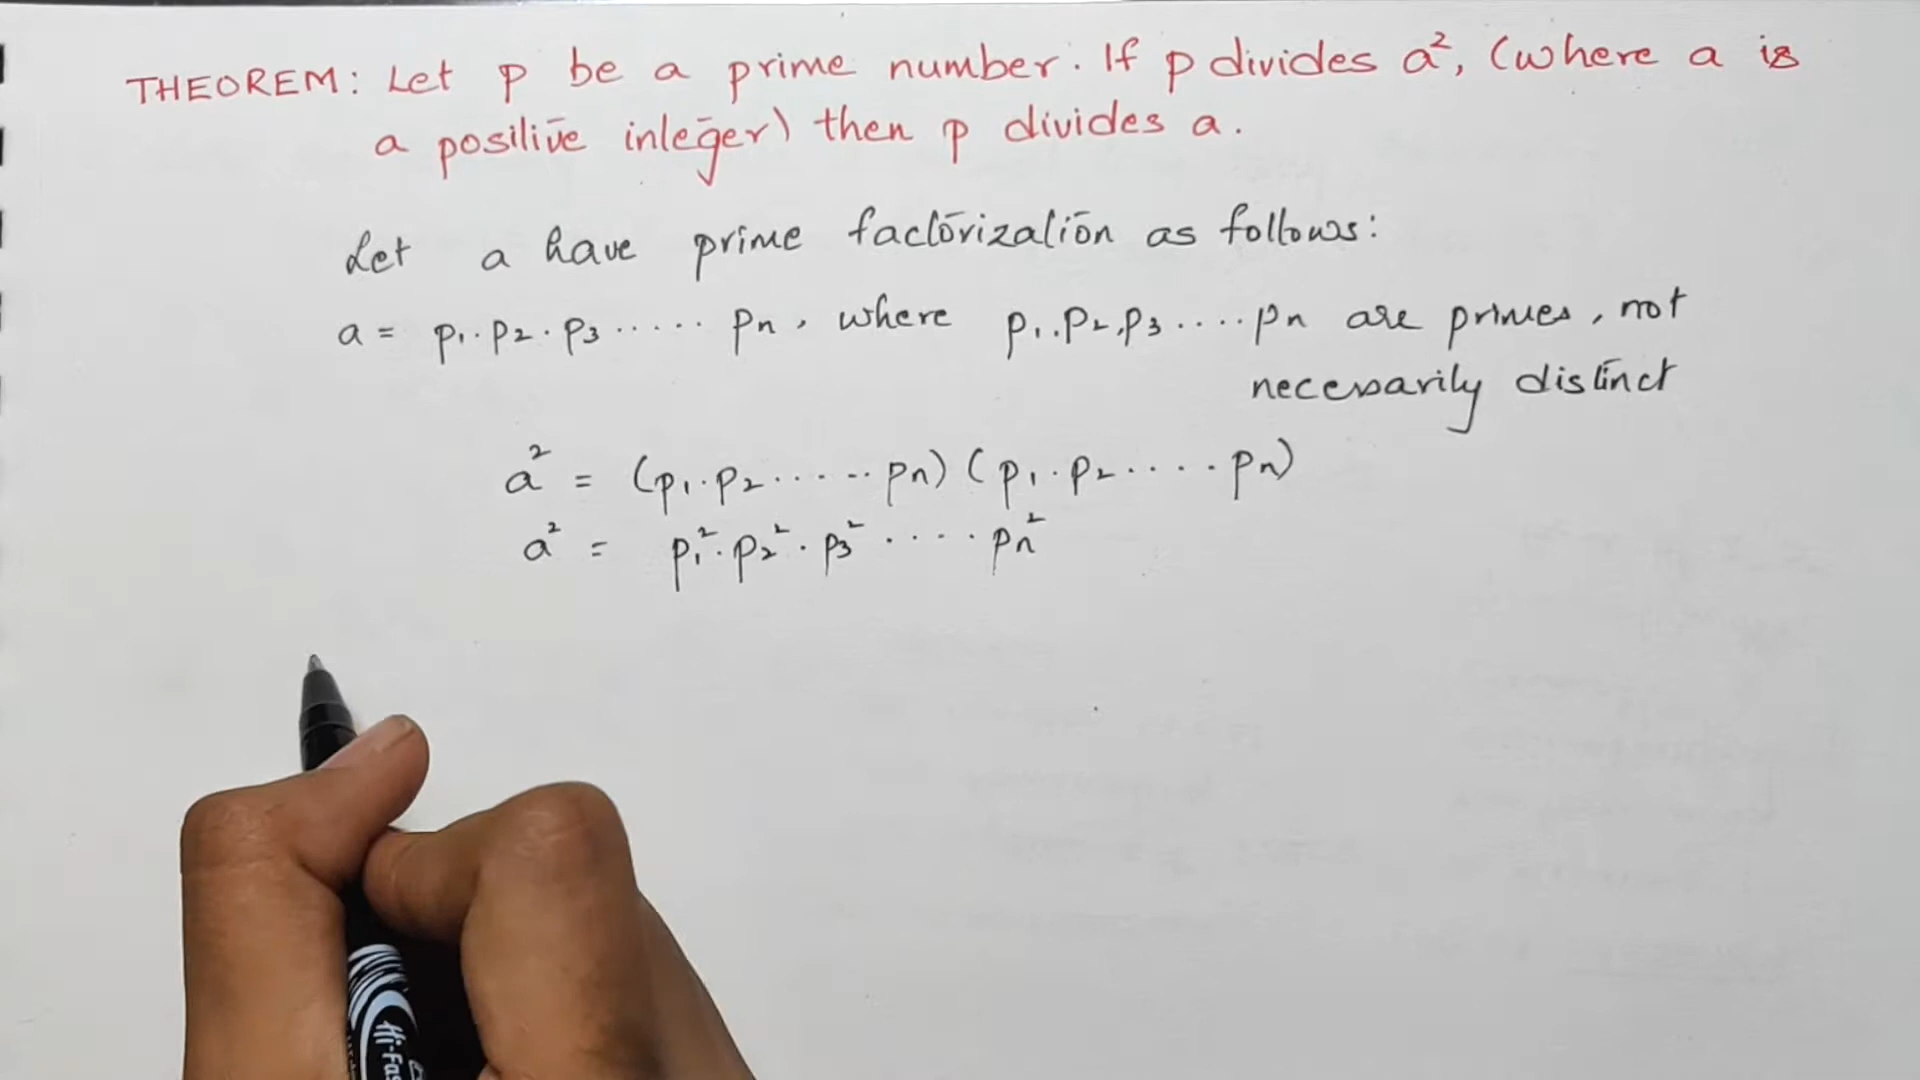 THEOREM: Let p be a prime number. If p divides a², (where a is
a positive integer) then p divides a.
Let a have prime factorization as follows:
a = p₁.p₂.p₃...... pₙ, where p₁.p₂,p₃....pₙ are primes, not
necessarily distinct
a² = (p₁.p₂......pₙ)(p₁.p₂....pₙ)
a² = p₁².p₂².p₃².....pₙ²
Hi-Fas